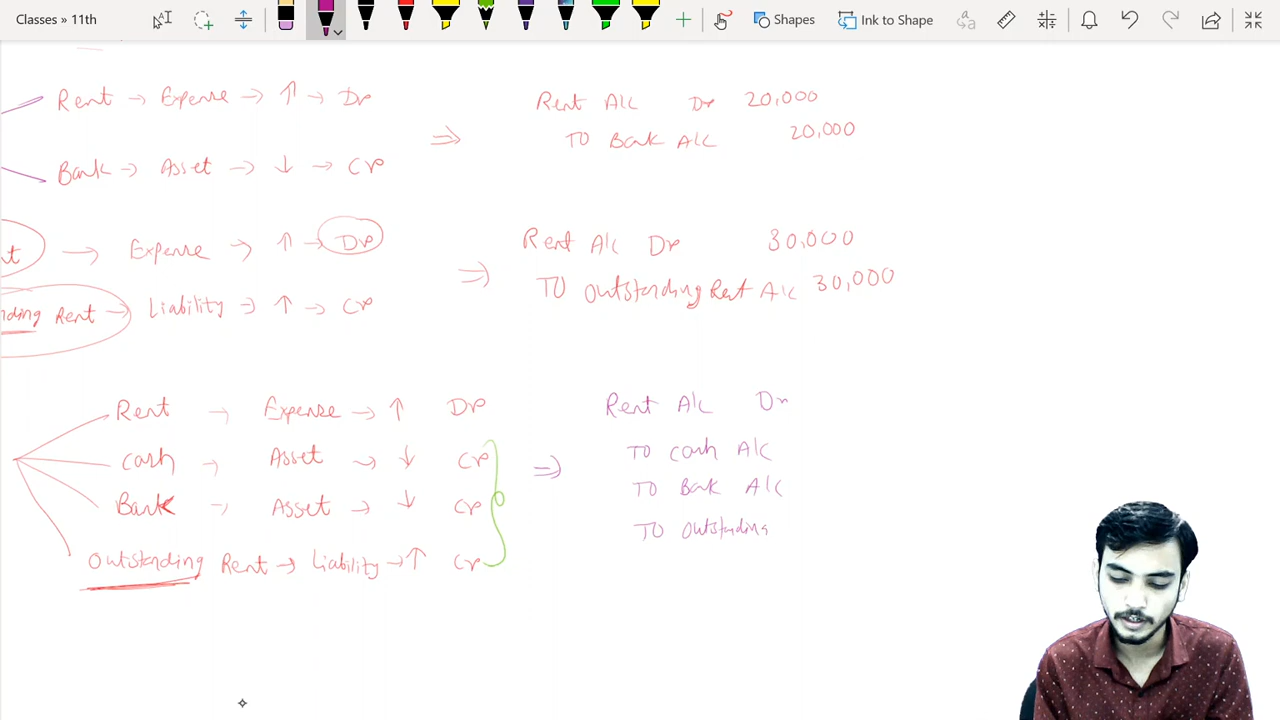 Classes » 11th
Shapes
Ink to Shape
Rent → Expense → ↑ → Dr
Bank → Asset → ↓ → Cr
⇒
Rent A/c Dr 20,000
To Bank A/c 20,000
t → Expense → ↑ → Dr
nding Rent → Liability → ↑ → Cr
⇒
Rent A/c Dr 30,000
To Outstanding Rent A/c 30,000
Rent → Expense → ↑ Dr
Cash → Asset → ↓ Cr
Bank → Asset → ↓ Cr
Outstanding Rent → Liability → ↑ Cr
⇒
Rent A/c Dr
To Cash A/c
To Bank A/c
To Outstanding